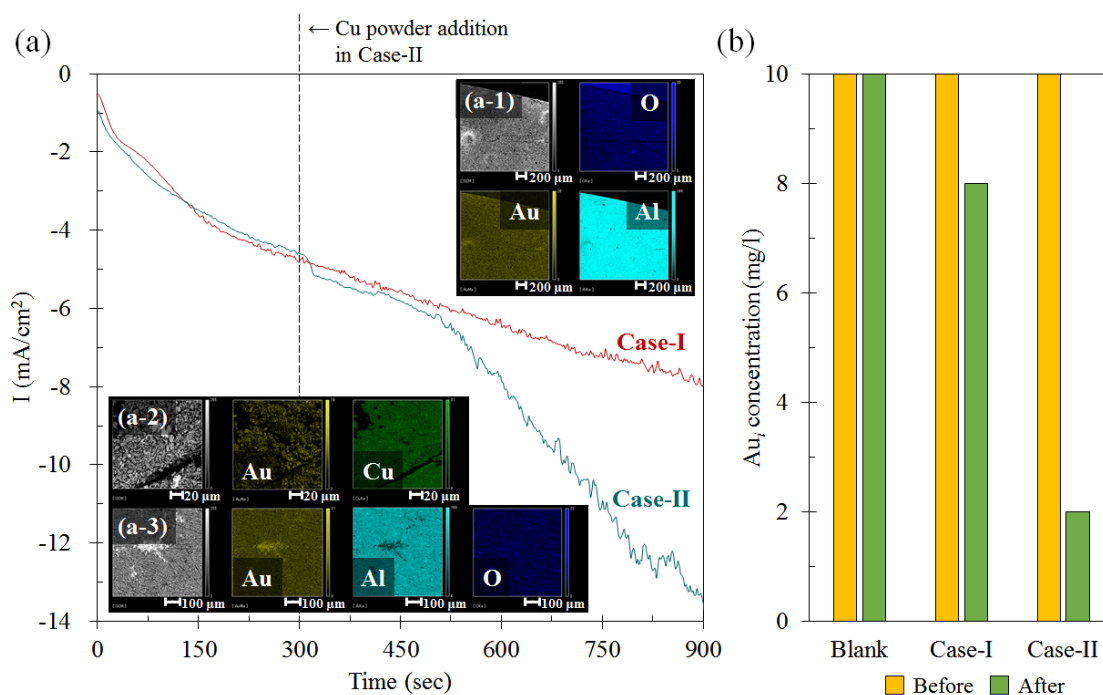 (a)
← Cu powder addition
in Case-II
(b)
0
-2
-4
-6
-8
-10
-12
-14
I (mA/cm²)
(a-1)
O
200 µm
200 µm
Au
Al
200 µm
200 µm
Case-I
(a-2)
Au
Cu
20 µm
20 µm
20 µm
Case-II
(a-3)
Au
Al
O
100 µm
100 µm
100 µm
100 µm
0
150
300
450
600
750
900
Time (sec)
Au𝑖 concentration (mg/l)
10
8
6
4
2
0
Blank
Case-I
Case-II
Before
After